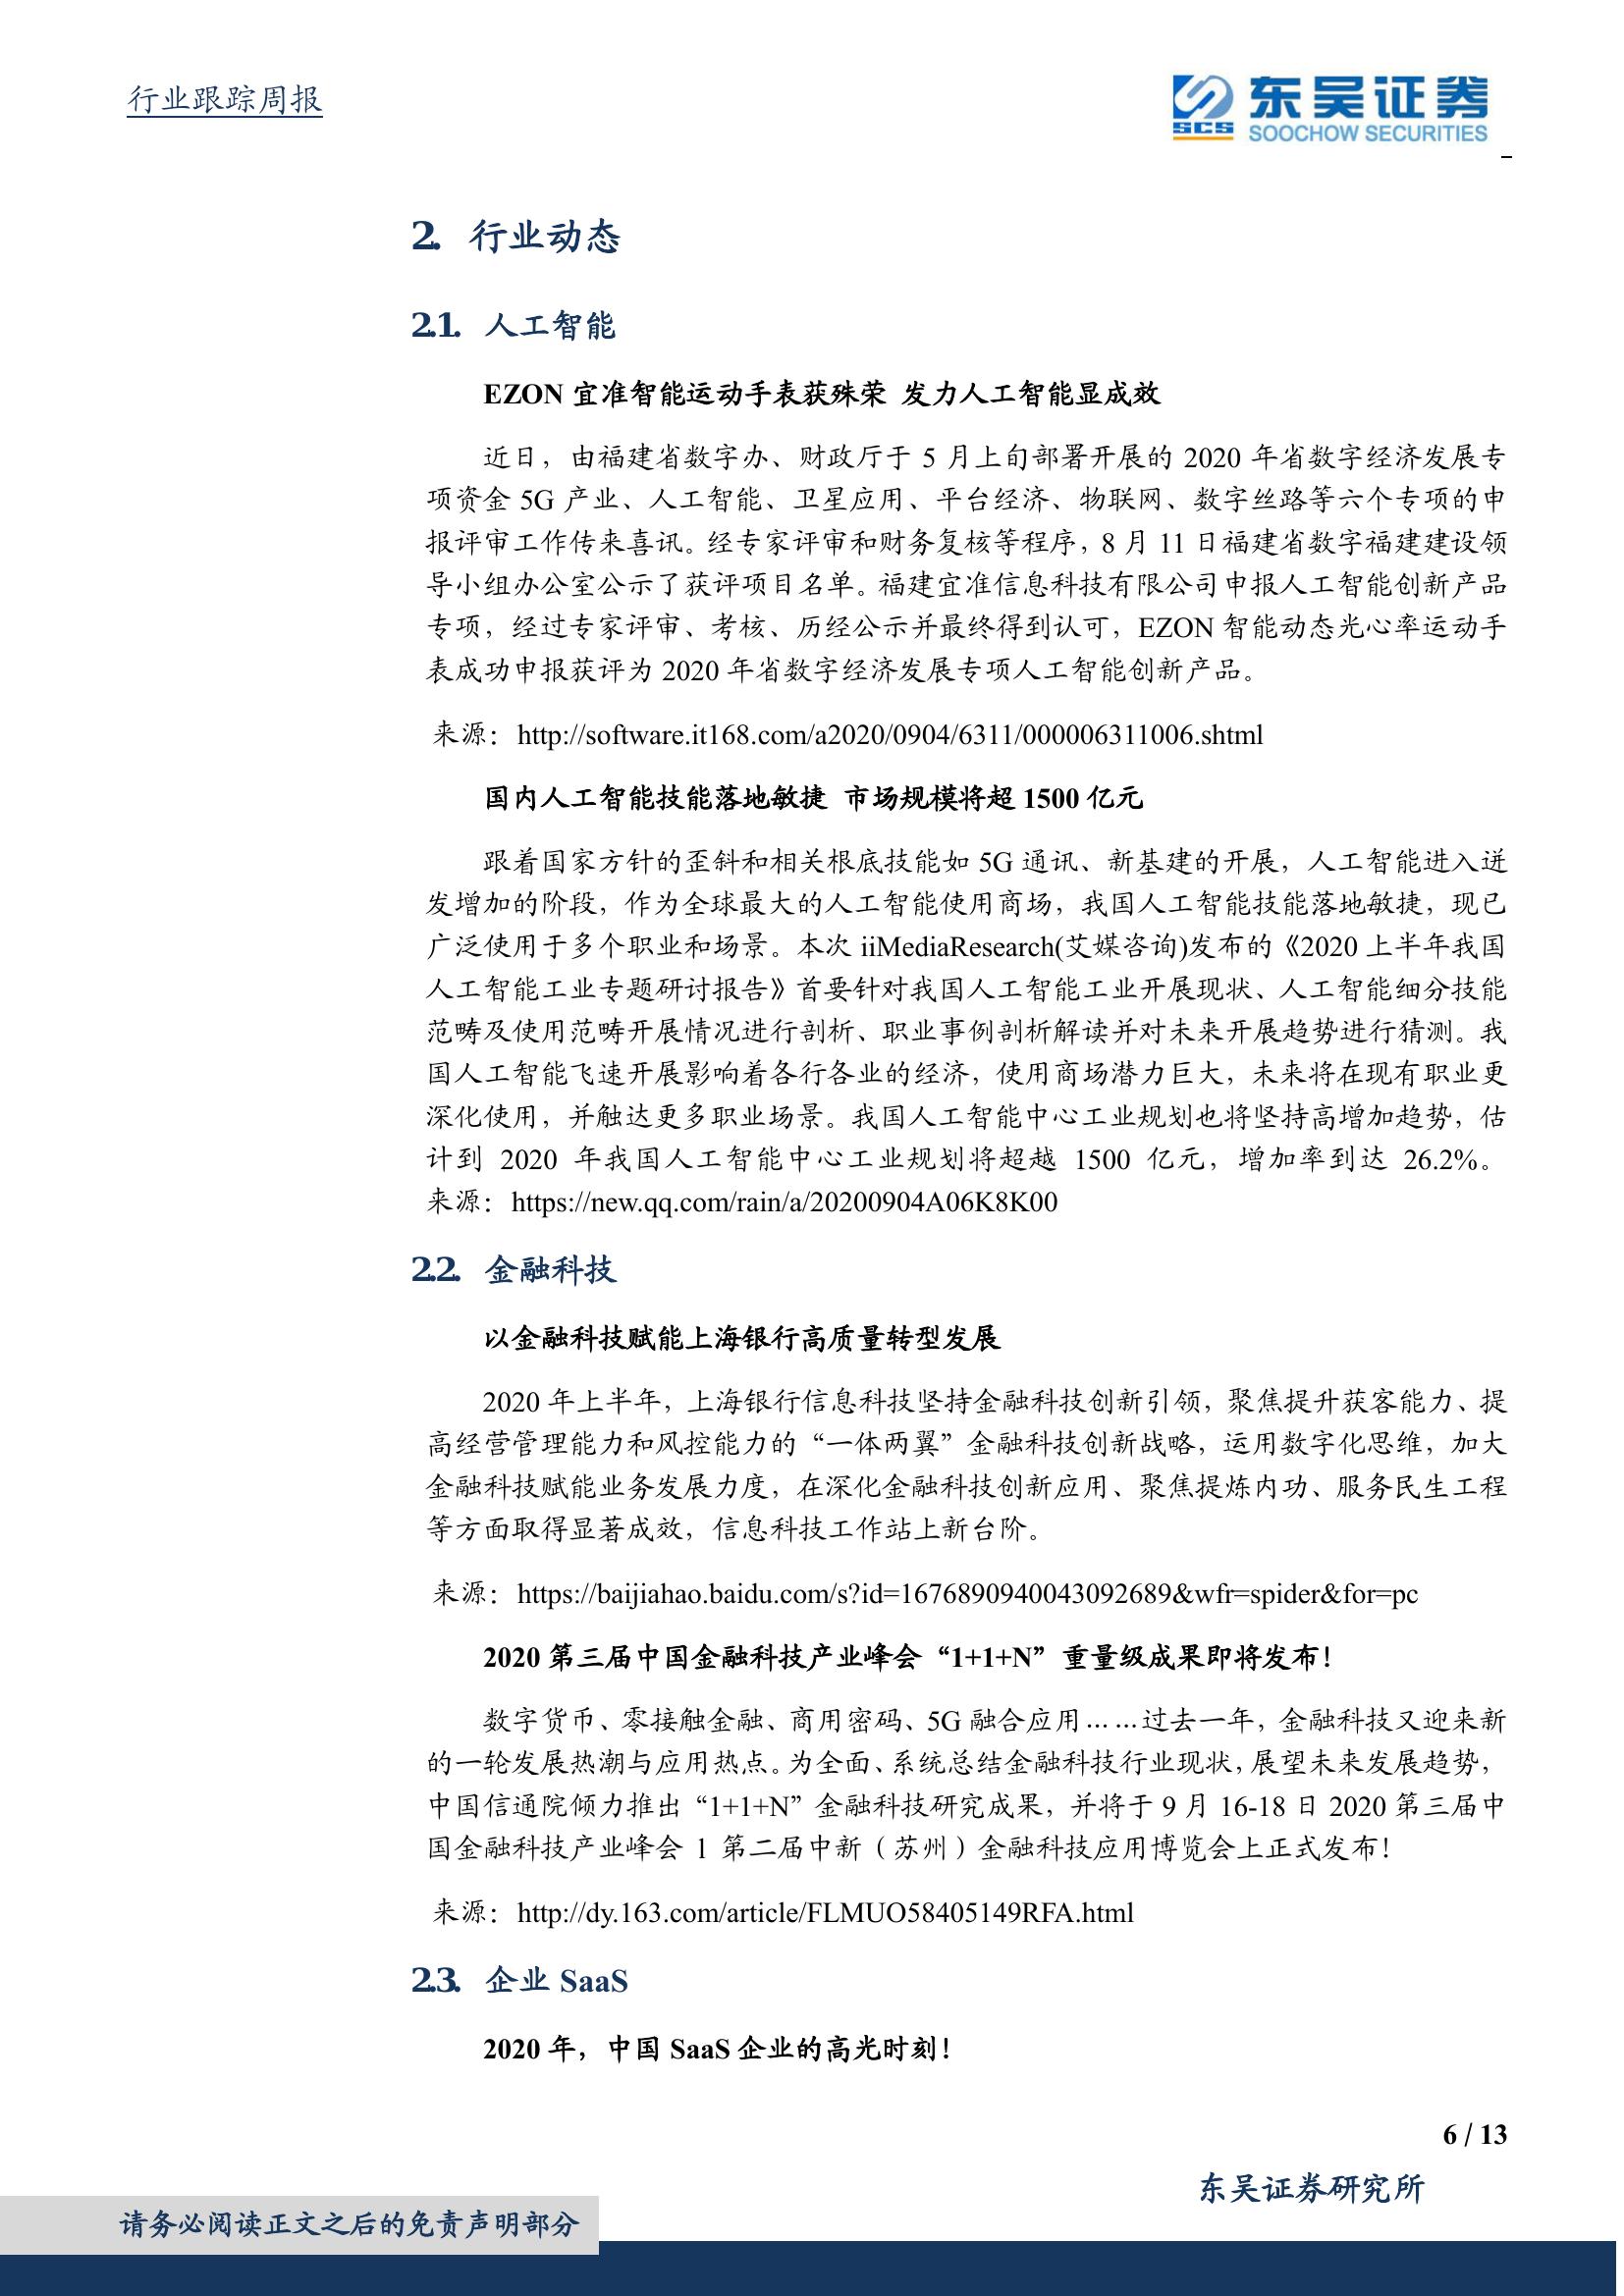 行业跟踪周报
SCS
东吴证券
SOOCHOW SECURITIES
2. 行业动态
2.1. 人工智能
EZON 宜准智能运动手表获殊荣 发力人工智能显成效
近日，由福建省数字办、财政厅于 5 月上旬部署开展的 2020 年省数字经济发展专
项资金 5G 产业、人工智能、卫星应用、平台经济、物联网、数字丝路等六个专项的申
报评审工作传来喜讯。经专家评审和财务复核等程序，8 月 11 日福建省数字福建建设领
导小组办公室公示了获评项目名单。福建宜准信息科技有限公司申报人工智能创新产品
专项，经过专家评审、考核、历经公示并最终得到认可，EZON 智能动态光心率运动手
表成功申报获评为 2020 年省数字经济发展专项人工智能创新产品。
来源：http://software.it168.com/a2020/0904/6311/000006311006.shtml
国内人工智能技能落地敏捷 市场规模将超 1500 亿元
跟着国家方针的歪斜和相关根底技能如 5G 通讯、新基建的开展，人工智能进入迸
发增加的阶段，作为全球最大的人工智能使用商场，我国人工智能技能落地敏捷，现已
广泛使用于多个职业和场景。本次 iiMediaResearch(艾媒咨询)发布的《2020 上半年我国
人工智能工业专题研讨报告》首要针对我国人工智能工业开展现状、人工智能细分技能
范畴及使用范畴开展情况进行剖析、职业事例剖析解读并对未来开展趋势进行猜测。我
国人工智能飞速开展影响着各行各业的经济，使用商场潜力巨大，未来将在现有职业更
深化使用，并触达更多职业场景。我国人工智能中心工业规划也将坚持高增加趋势，估
计到 2020 年我国人工智能中心工业规划将超越 1500 亿元，增加率到达 26.2%。
来源：https://new.qq.com/rain/a/20200904A06K8K00
2.2. 金融科技
以金融科技赋能上海银行高质量转型发展
2020 年上半年，上海银行信息科技坚持金融科技创新引领，聚焦提升获客能力、提
高经营管理能力和风控能力的“一体两翼”金融科技创新战略，运用数字化思维，加大
金融科技赋能业务发展力度，在深化金融科技创新应用、聚焦提炼内功、服务民生工程
等方面取得显著成效，信息科技工作站上新台阶。
来源：https://baijiahao.baidu.com/s?id=1676890940043092689&wfr=spider&for=pc
2020 第三届中国金融科技产业峰会“1+1+N”重量级成果即将发布！
数字货币、零接触金融、商用密码、5G 融合应用……过去一年，金融科技又迎来新
的一轮发展热潮与应用热点。为全面、系统总结金融科技行业现状，展望未来发展趋势，
中国信通院倾力推出“1+1+N”金融科技研究成果，并将于 9 月 16-18 日 2020 第三届中
国金融科技产业峰会 1 第二届中新（苏州）金融科技应用博览会上正式发布！
来源：http://dy.163.com/article/FLMUO58405149RFA.html
2.3. 企业 SaaS
2020 年，中国 SaaS 企业的高光时刻！
6 / 13
东吴证券研究所
请务必阅读正文之后的免责声明部分